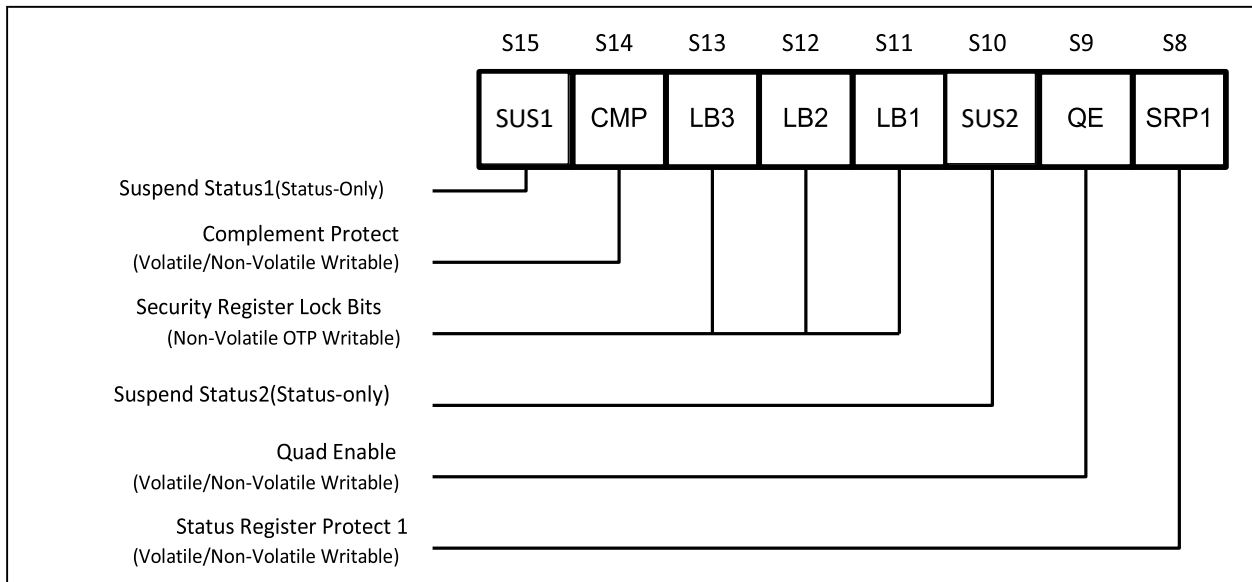 S15 S14 S13 S12 S11 S10 S9 S8
SUS1 CMP LB3 LB2 LB1 SUS2 QE SRP1
Suspend Status1(Status-Only)
Complement Protect
(Volatile/Non-Volatile Writable)
Security Register Lock Bits
(Non-Volatile OTP Writable)
Suspend Status2(Status-only)
Quad Enable
(Volatile/Non-Volatile Writable)
Status Register Protect 1
(Volatile/Non-Volatile Writable)